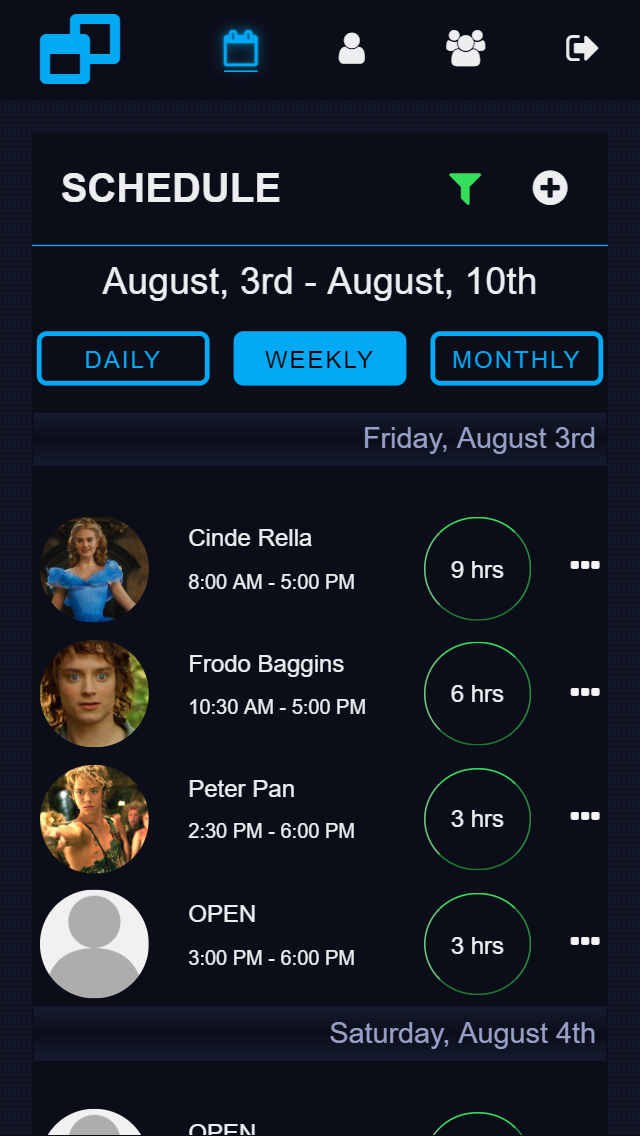 SCHEDULE
August, 3rd - August, 10th
DAILY WEEKLY MONTHLY
Friday, August 3rd
Cinde Rella
8:00 AM - 5:00 PM
9 hrs
Frodo Baggins
10:30 AM - 5:00 PM
6 hrs
Peter Pan
2:30 PM - 6:00 PM
3 hrs
OPEN
3:00 PM - 6:00 PM
3 hrs
Saturday, August 4th
OPEN